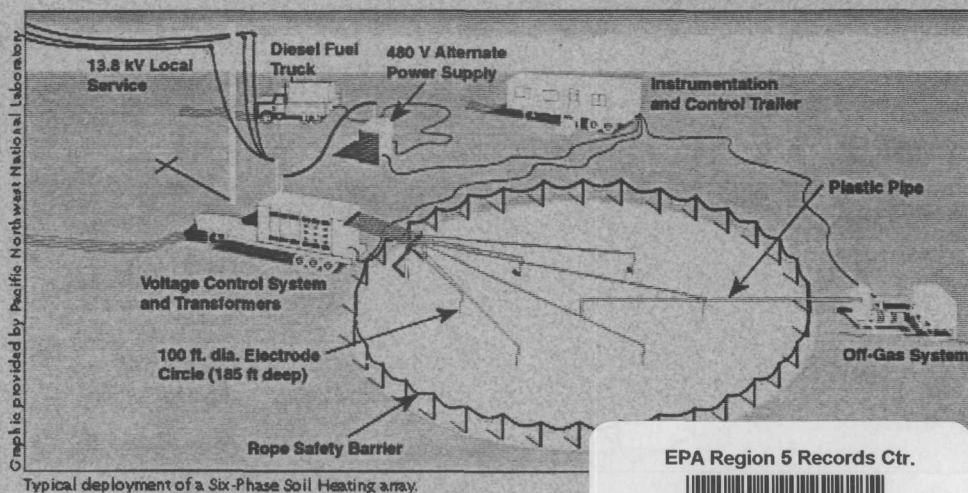 Graphic provided by Pacific Northwest National Laboratory
13.8 kV Local
Service
Diesel Fuel
Truck
480 V Alternate
Power Supply
Instrumentation
and Control Trailer
Plastic Pipe
Voltage Control System
and Transformers
100 ft. dia. Electrode
Circle (185 ft deep)
Off-Gas System
Rope Safety Barrier
EPA Region 5 Records Ctr.
Typical deployment of a Six-Phase Soil Heating array.